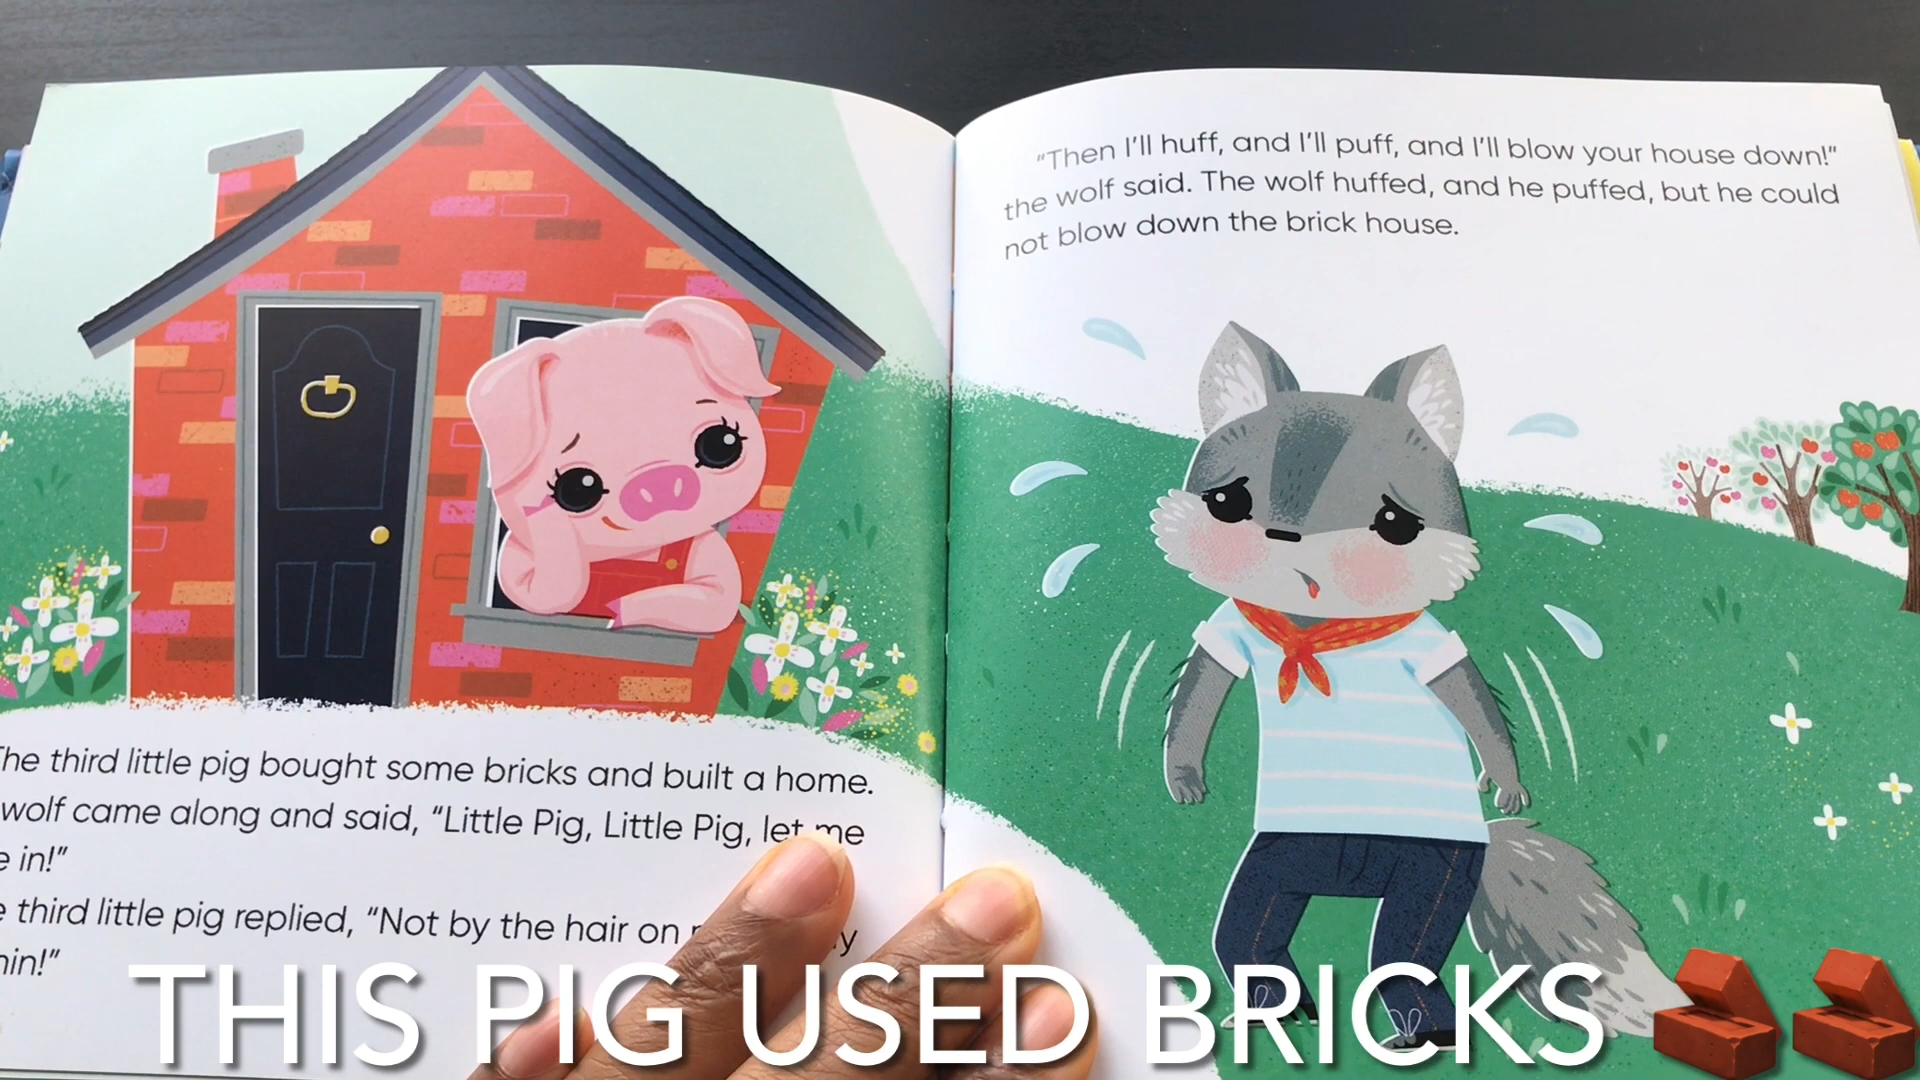 The third little pig bought some bricks and built a home.
wolf came along and said, “Little Pig, Little Pig, let me
in!”
third little pig replied, “Not by the hair on
“Then I’ll huff, and I’ll puff, and I’ll blow your house down!”
the wolf said. The wolf huffed, and he puffed, but he could
not blow down the brick house.
THIS PIG USED BRICKS